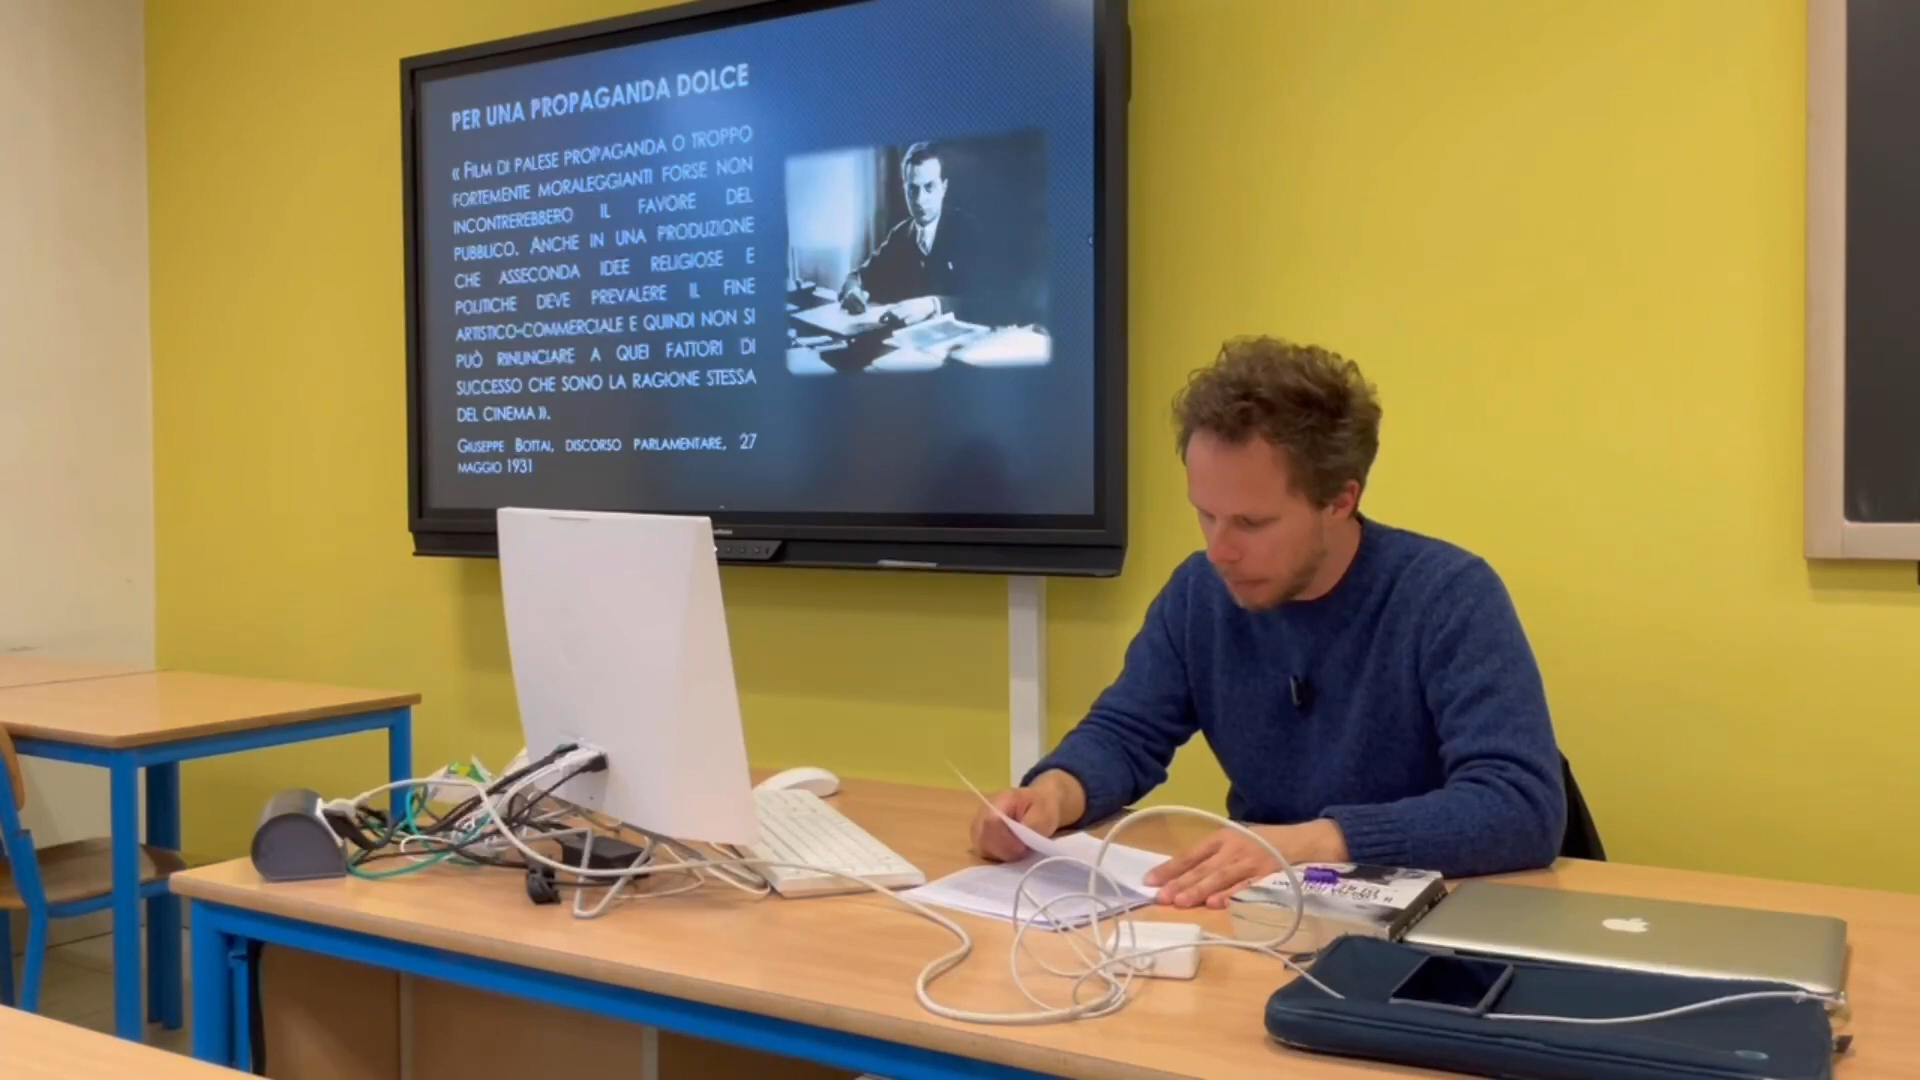 PER UNA PROPAGANDA DOLCE
« FILM DI PALESE PROPAGANDA O TROPPO
FORTEMENTE MORALEGGIANTI FORSE NON
INCONTREREBBERO IL FAVORE DEL
PUBBLICO. ANCHE IN UNA PRODUZIONE
CHE ASSECONDA IDEE RELIGIOSE E
POLITICHE DEVE PREVALERE IL FINE
ARTISTICO-COMMERCIALE E QUINDI NON SI
PUÒ RINUNCIARE A QUEI FATTORI DI
SUCCESSO CHE SONO LA RAGIONE STESSA
DEL CINEMA ».
GIUSEPPE BOTTAI, DISCORSO PARLAMENTARE, 27
MAGGIO 1931